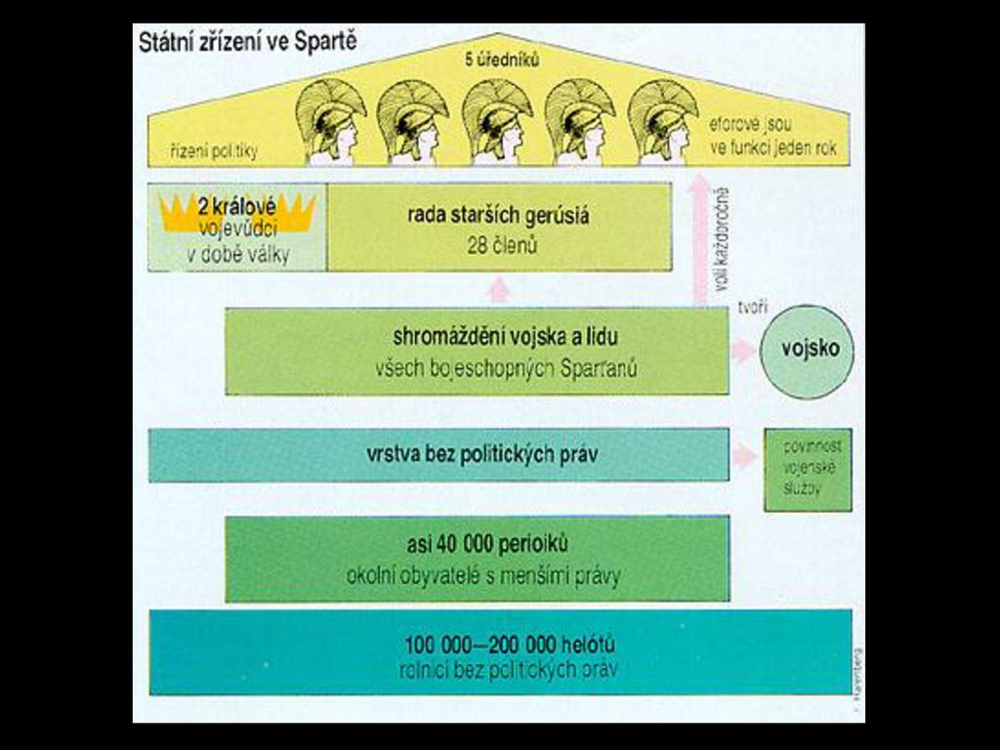 Státní zřízení ve Spartě
5 úředníků
řízení politiky
eforové jsou
ve funkci jeden rok
2 králové
vojevůdci
v době války
rada starších gerúsiá
28 členů
volí každoročně
shromáždění vojska a lidu
všech bojeschopných Sparťanů
tvoří
vojsko
vrstva bez politických práv
povinnost
vojenské
služby
asi 40 000 perioiků
okolní obyvatelé s menšími právy
100 000—200 000 helótů
rolníci bez politických práv
Harenberg